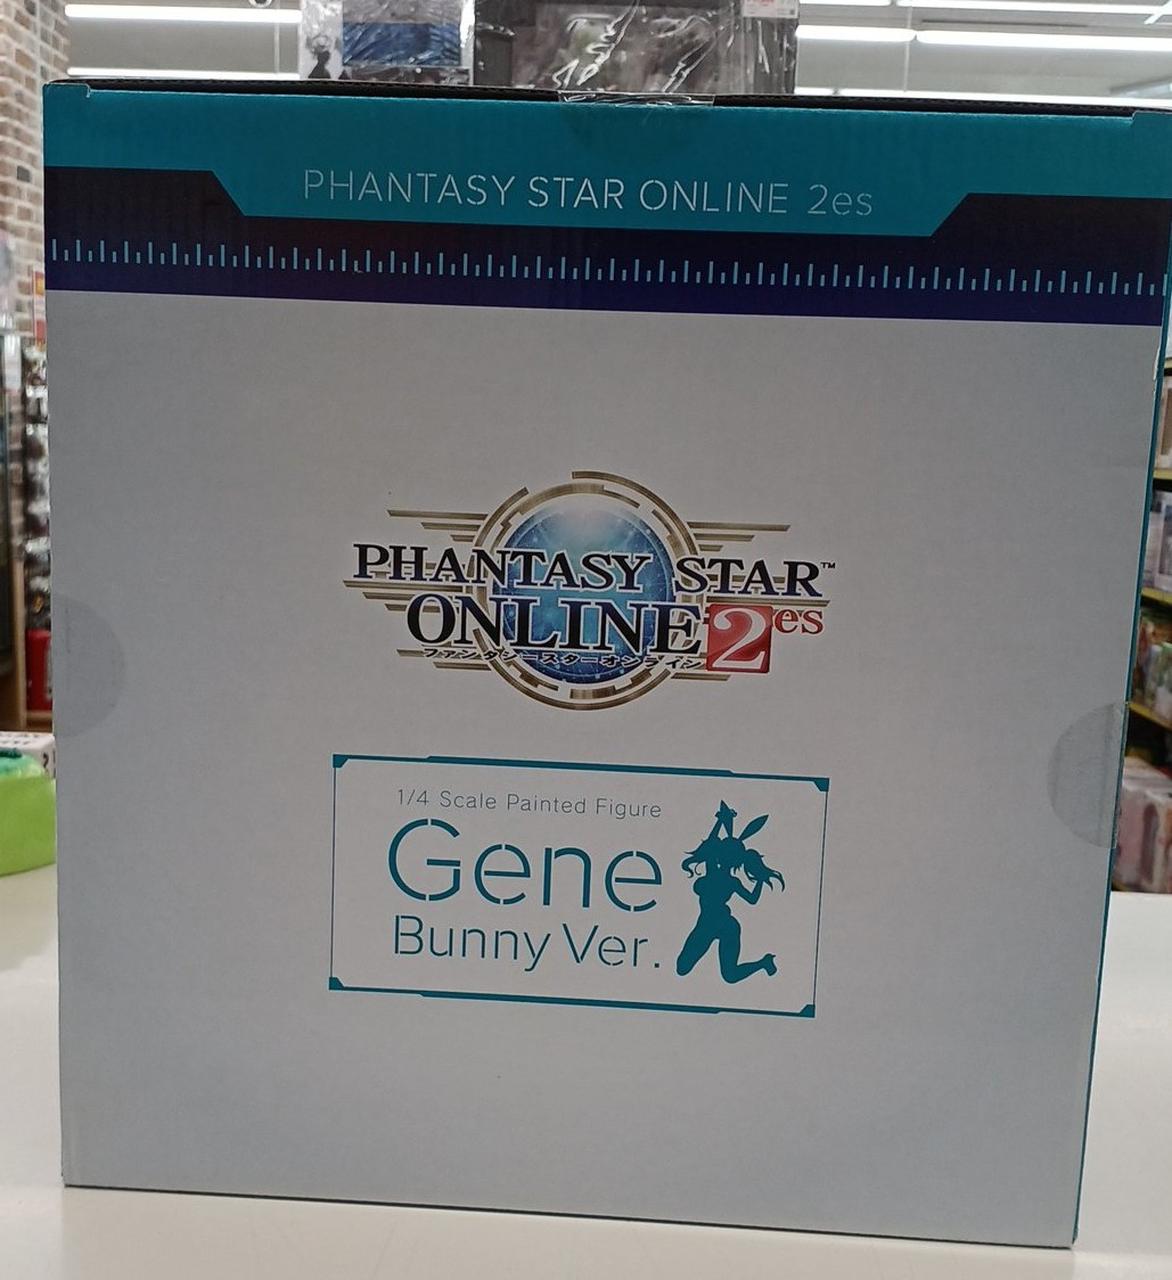 PHANTASY STAR ONLINE 2es
PHANTASY STAR™
ONLINE 2es
ファンタシースターオンライン
1/4 Scale Painted Figure
Gene
Bunny Ver.